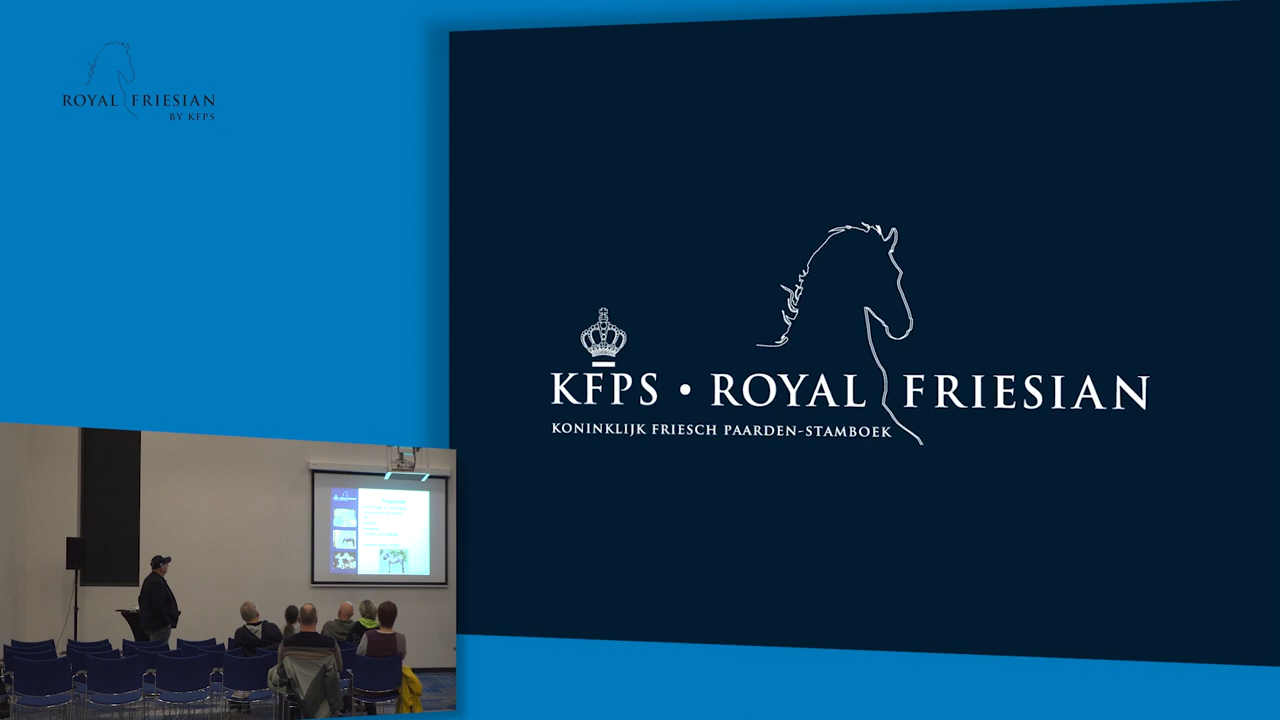 ROYAL FRIESIAN
BY KFPS
KFPS • ROYAL FRIESIAN
KONINKLIJK FRIESCH PAARDEN-STAMBOEK